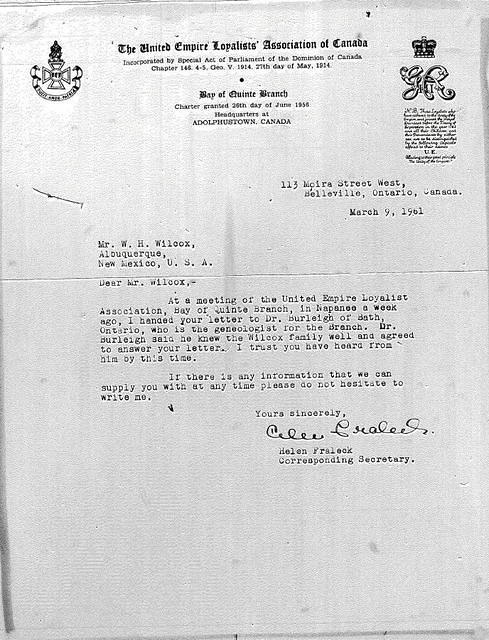 The United Empire Loyalists' Association of Canada
Incorporated by Special Act of Parliament of the Dominion of Canada
Chapter 146. 4-5, Geo. V. 1914, 27th day of May, 1914.
Bay of Quinte Branch
Charter granted 26th day of June 1956
Headquarters at
ADOLPHUSTOWN, CANADA
U.E.
113 Moira Street West,
Belleville, Ontario, Canada.
March 9, 1961
Mr. W. H. Wilcox,
Albuquerque,
New Mexico, U. S. A.
Dear Mr. Wilcox,-
At a meeting of the United Empire Loyalist
Association, Bay of Quinte Branch, in Napanee a week
ago, I handed your letter to Dr. Burleigh of Bath,
Ontario, who is the geneologist for the Branch. Dr.
Burleigh said he knew the Wilcox family well and agreed
to answer your letter. I trust you have heard from
him by this time.
If there is any information that we can
supply you with at any time please do not hesitate to
write me.
Yours sincerely,
Helen Fraleck.
Helen Fraleck
Corresponding Secretary.